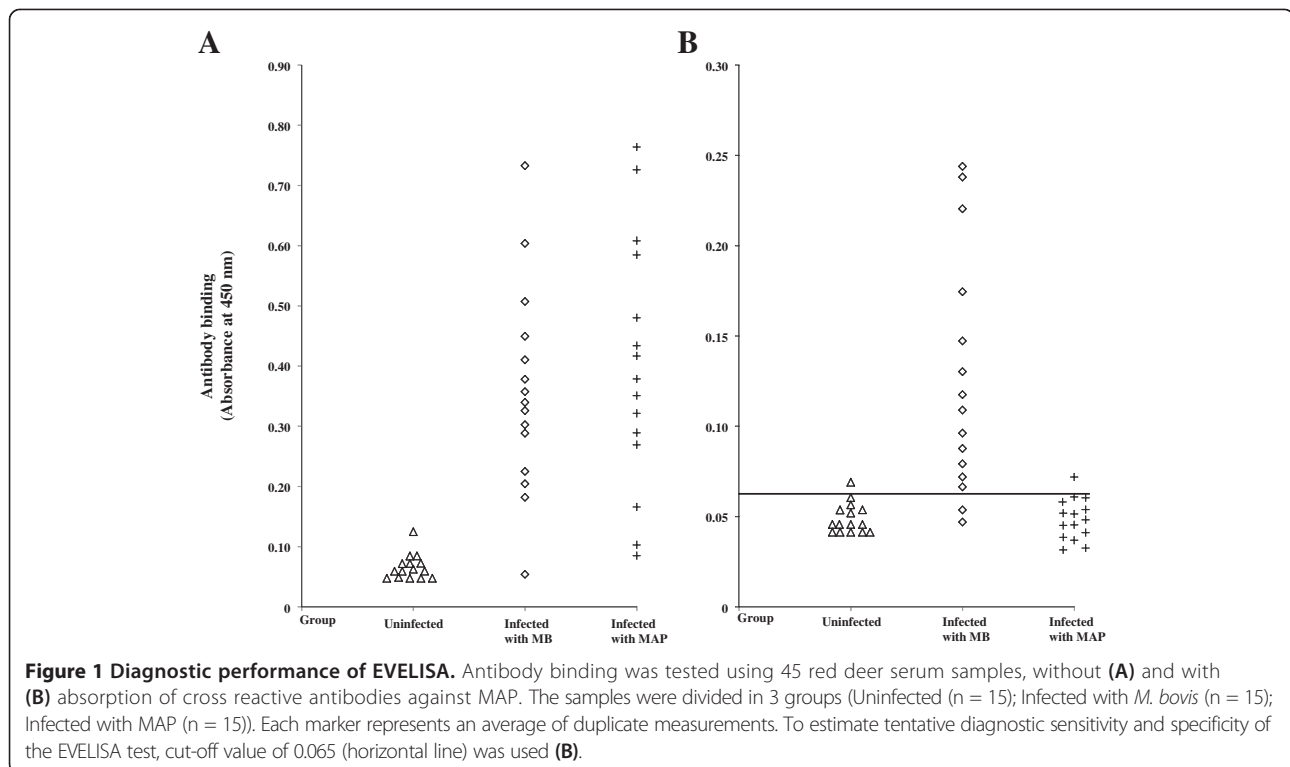 A
B
0.90
0.80
0.70
0.60
0.50
0.40
0.30
0.20
0.10
0
Antibody binding
(Absorbance at 450 nm)
Group
Uninfected
Infected
with MB
Infected
with MAP
0.30
0.25
0.20
0.15
0.10
0.05
0
Group
Uninfected
Infected
with MB
Infected
with MAP
Figure 1 Diagnostic performance of EVELISA. Antibody binding was tested using 45 red deer serum samples, without (A) and with
(B) absorption of cross reactive antibodies against MAP. The samples were divided in 3 groups (Uninfected (n = 15); Infected with M. bovis (n = 15);
Infected with MAP (n = 15)). Each marker represents an average of duplicate measurements. To estimate tentative diagnostic sensitivity and specificity of
the EVELISA test, cut-off value of 0.065 (horizontal line) was used (B).